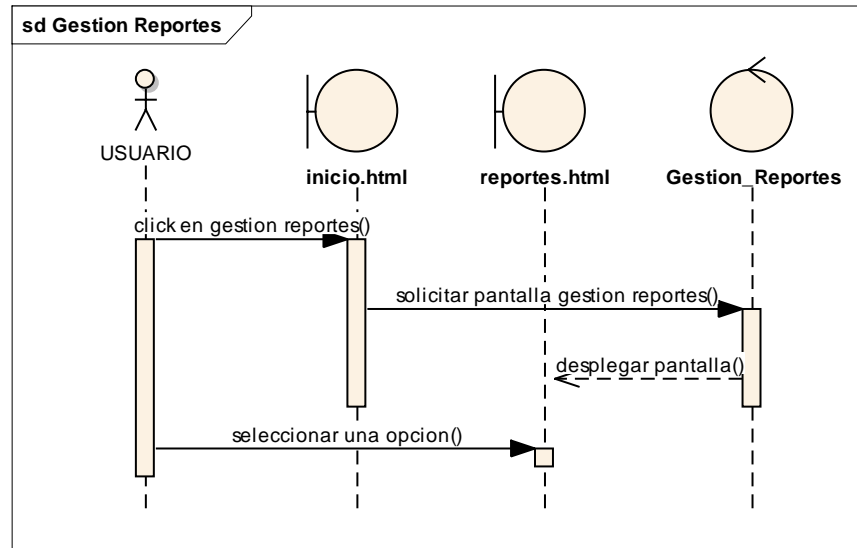 sd Gestion Reportes
USUARIO
inicio.html
reportes.html
Gestion_Reportes
click en gestion reportes()
solicitar pantalla gestion reportes()
desplegar pantalla()
seleccionar una opcion()